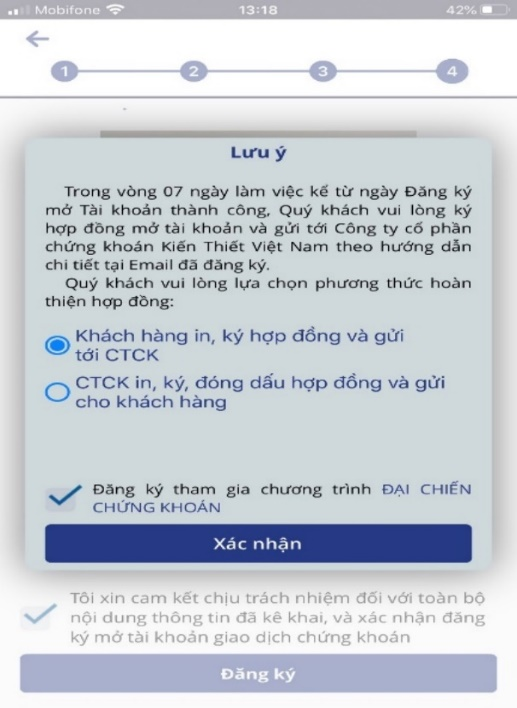 Mobifone 13:18 42%
1 2 3 4
Lưu ý
Trong vòng 07 ngày làm việc kể từ ngày Đăng ký
mở Tài khoản thành công, Quý khách vui lòng ký
hợp đồng mở tài khoản và gửi tới Công ty cổ phần
chứng khoán Kiến Thiết Việt Nam theo hướng dẫn
chi tiết tại Email đã đăng ký.
Quý khách vui lòng lựa chọn phương thức hoàn
thiện hợp đồng:
Khách hàng in, ký hợp đồng và gửi
tới CTCK
CTCK in, ký, đóng dấu hợp đồng và gửi
cho khách hàng
Đăng ký tham gia chương trình ĐẠI CHIẾN
CHỨNG KHOÁN
Xác nhận
Tôi xin cam kết chịu trách nhiệm đối với toàn bộ
nội dung thông tin đã kê khai, và xác nhận đăng
ký mở tài khoản giao dịch chứng khoán
Đăng ký